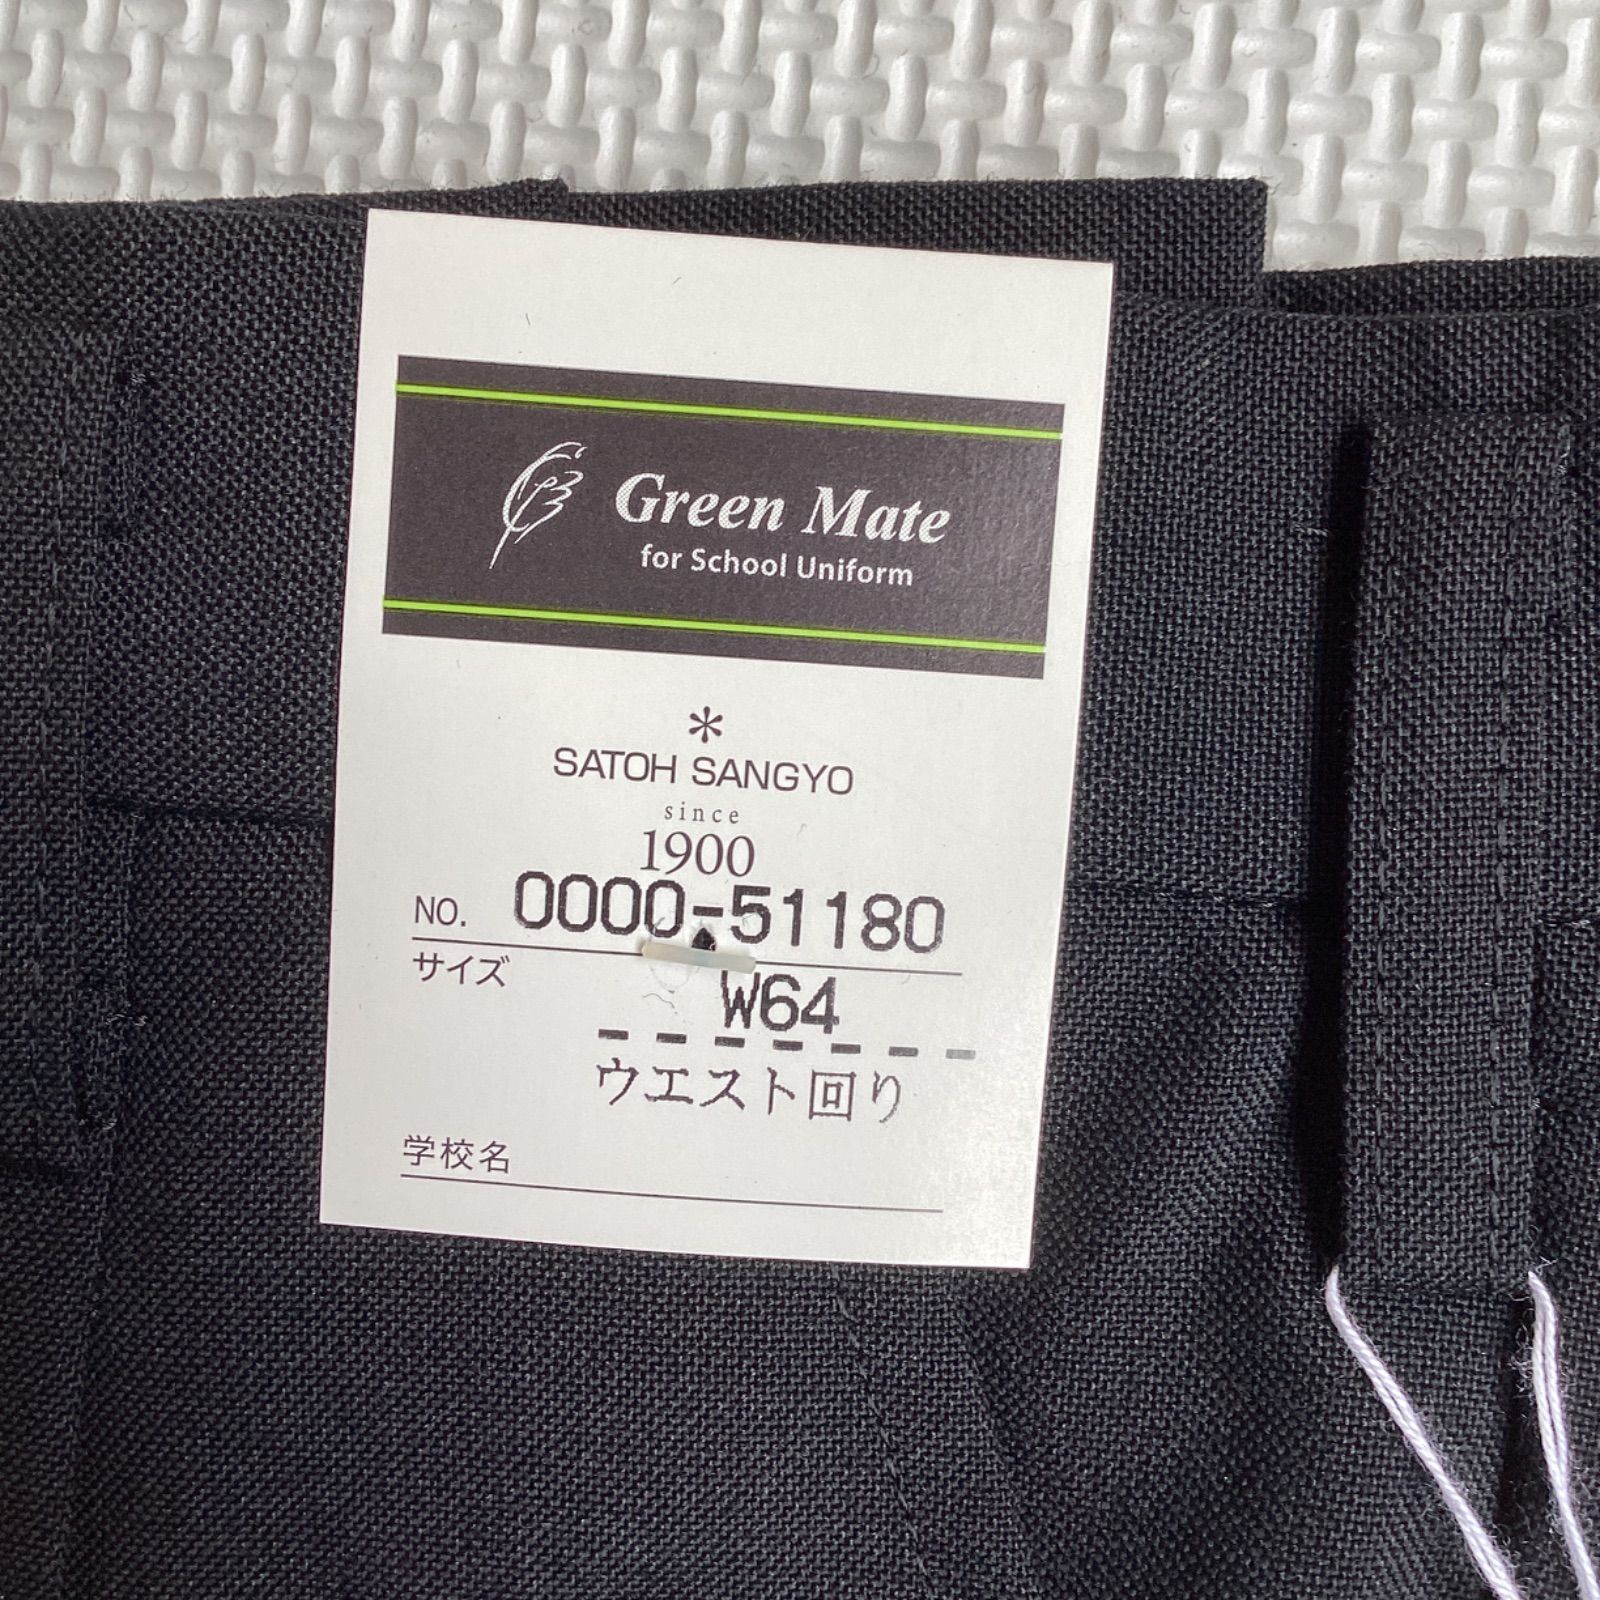 Green Mate
for School Uniform
*
SATOH SANGYO
since
1900
NO. 0000-51180
サイズ
W64
ウエスト回り
学校名